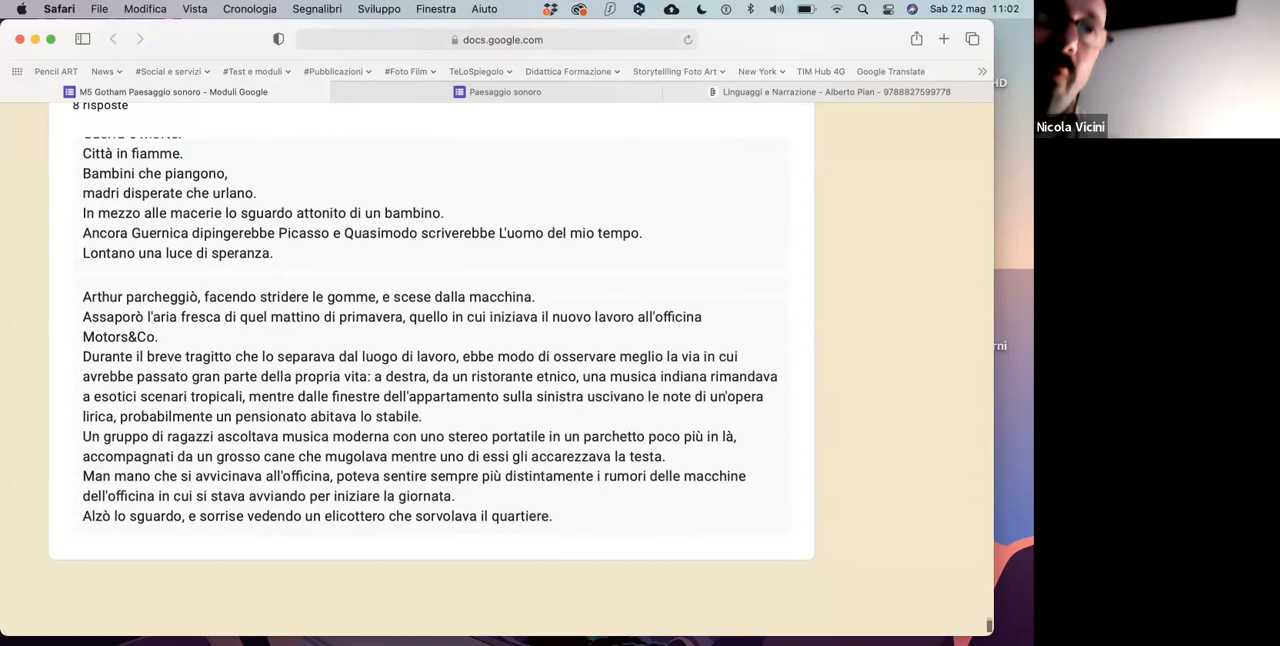 Safari File Modifica Vista Cronologia Segnalibri Sviluppo Finestra Aiuto Sab 22 mag 11:02
docs.google.com
Pencil ART News #Social e servizi #Test e moduli #Pubblicazioni #Foto Film TeLoSpiegolo Didattica Formazione Storytellling Foto Art New York TIM Hub 4G Google Translate
M5 Gotham Paesaggio sonoro - Moduli Google Paesaggio sonoro Linguaggi e Narrazione - Alberto Pian - 9788827599778
8 risposte
Città in fiamme.
Bambini che piangono,
madri disperate che urlano.
In mezzo alle macerie lo sguardo attonito di un bambino.
Ancora Guernica dipingerebbe Picasso e Quasimodo scriverebbe L'uomo del mio tempo.
Lontano una luce di speranza.
Arthur parcheggiò, facendo stridere le gomme, e scese dalla macchina.
Assaporò l'aria fresca di quel mattino di primavera, quello in cui iniziava il nuovo lavoro all'officina
Motors&Co.
Durante il breve tragitto che lo separava dal luogo di lavoro, ebbe modo di osservare meglio la via in cui
avrebbe passato gran parte della propria vita: a destra, da un ristorante etnico, una musica indiana rimandava
a esotici scenari tropicali, mentre dalle finestre dell'appartamento sulla sinistra uscivano le note di un'opera
lirica, probabilmente un pensionato abitava lo stabile.
Un gruppo di ragazzi ascoltava musica moderna con uno stereo portatile in un parchetto poco più in là,
accompagnati da un grosso cane che mugolava mentre uno di essi gli accarezzava la testa.
Man mano che si avvicinava all'officina, poteva sentire sempre più distintamente i rumori delle macchine
dell'officina in cui si stava avviando per iniziare la giornata.
Alzò lo sguardo, e sorrise vedendo un elicottero che sorvolava il quartiere.
HD
rni
Nicola Vicini